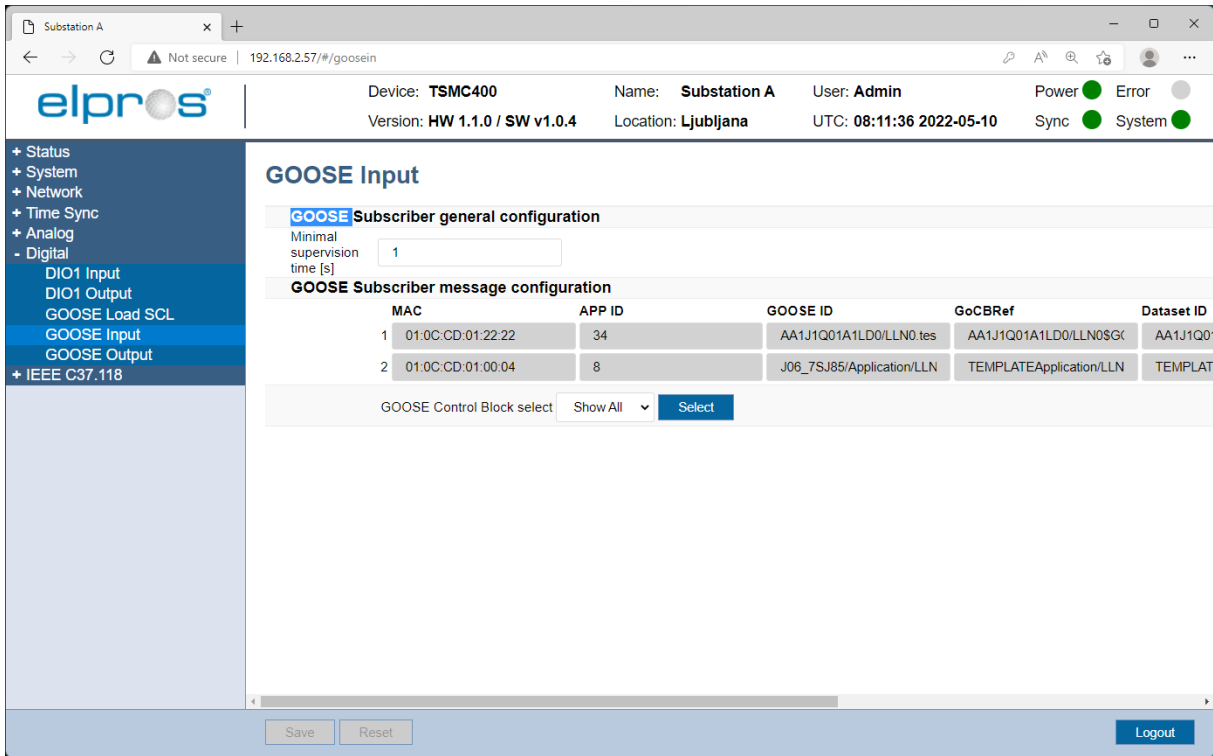 Substation A
Not secure 192.168.2.57/#/goosein
elpros
Device: TSMC400 Name: Substation A User: Admin Power Error
Version: HW 1.1.0 / SW v1.0.4 Location: Ljubljana UTC: 08:11:36 2022-05-10 Sync System
+ Status
+ System
+ Network
+ Time Sync
+ Analog
- Digital
DIO1 Input
DIO1 Output
GOOSE Load SCL
GOOSE Input
GOOSE Output
+ IEEE C37.118
GOOSE Input
GOOSE Subscriber general configuration
Minimal
supervision
time [s]
1
GOOSE Subscriber message configuration
MAC APP ID GOOSE ID GoCBRef Dataset ID
1 01:0C:CD:01:22:22 34 AA1J1Q01A1LD0/LLN0.tes AA1J1Q01A1LD0/LLN0$G( AA1J1Q01
2 01:0C:CD:01:00:04 8 J06_7SJ85/Application/LLN TEMPLATEApplication/LLN TEMPLAT
GOOSE Control Block select Show All Select
Save Reset Logout